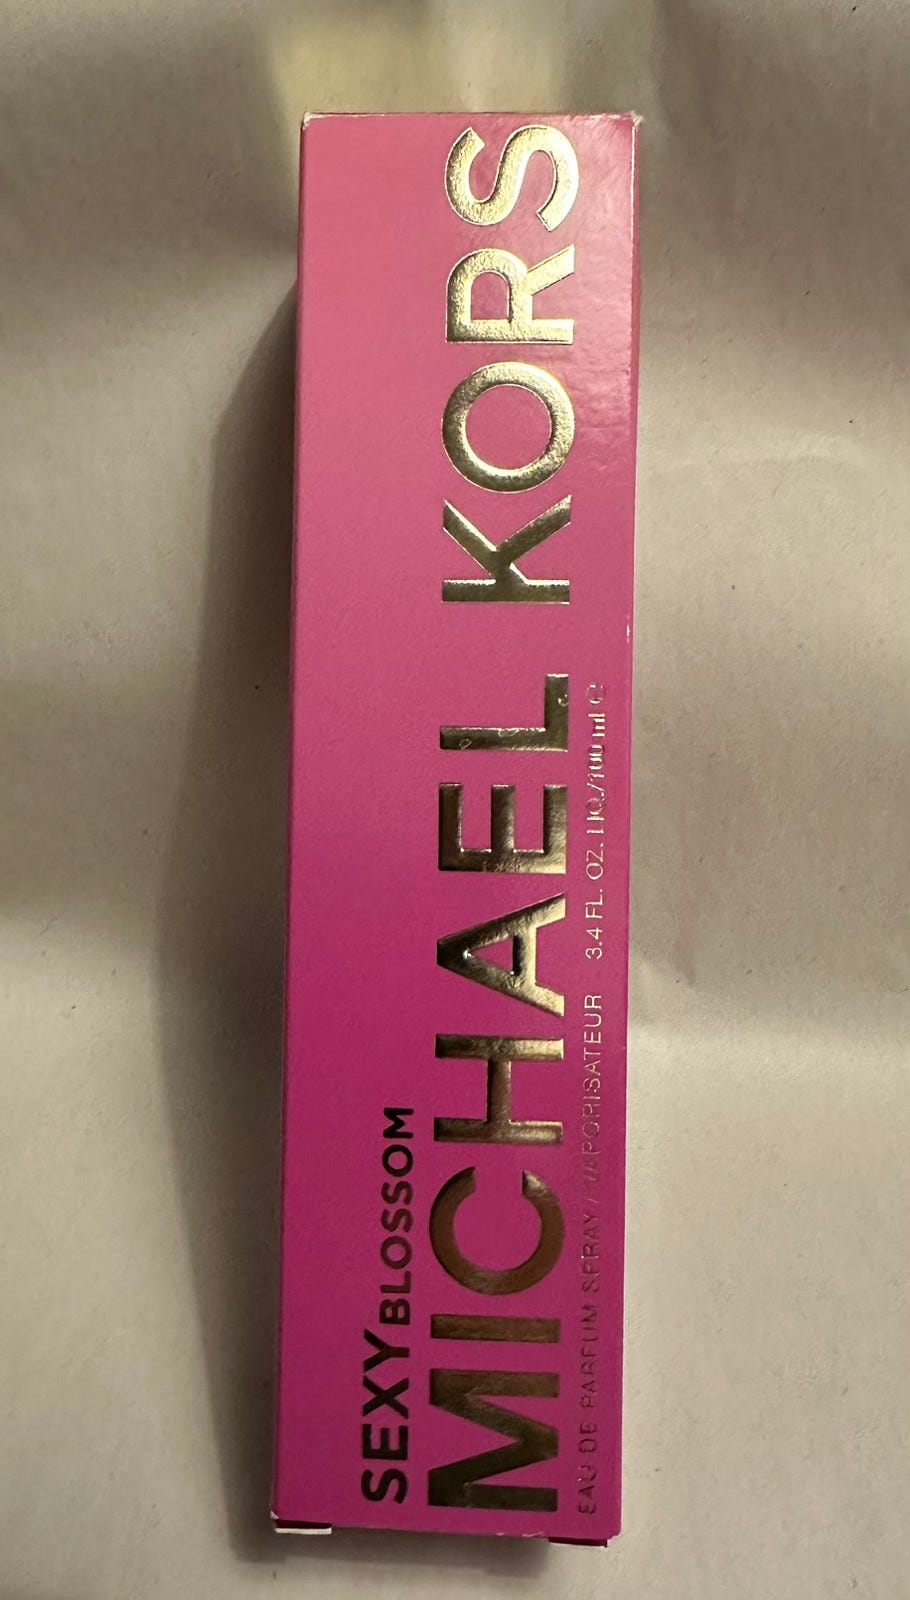 SEXY BLOSSOM
MICHAEL KORS
EAU DE PARFUM SPRAY / VAPORISATEUR 3.4 FL. OZ. LIQ./100 ml ℮